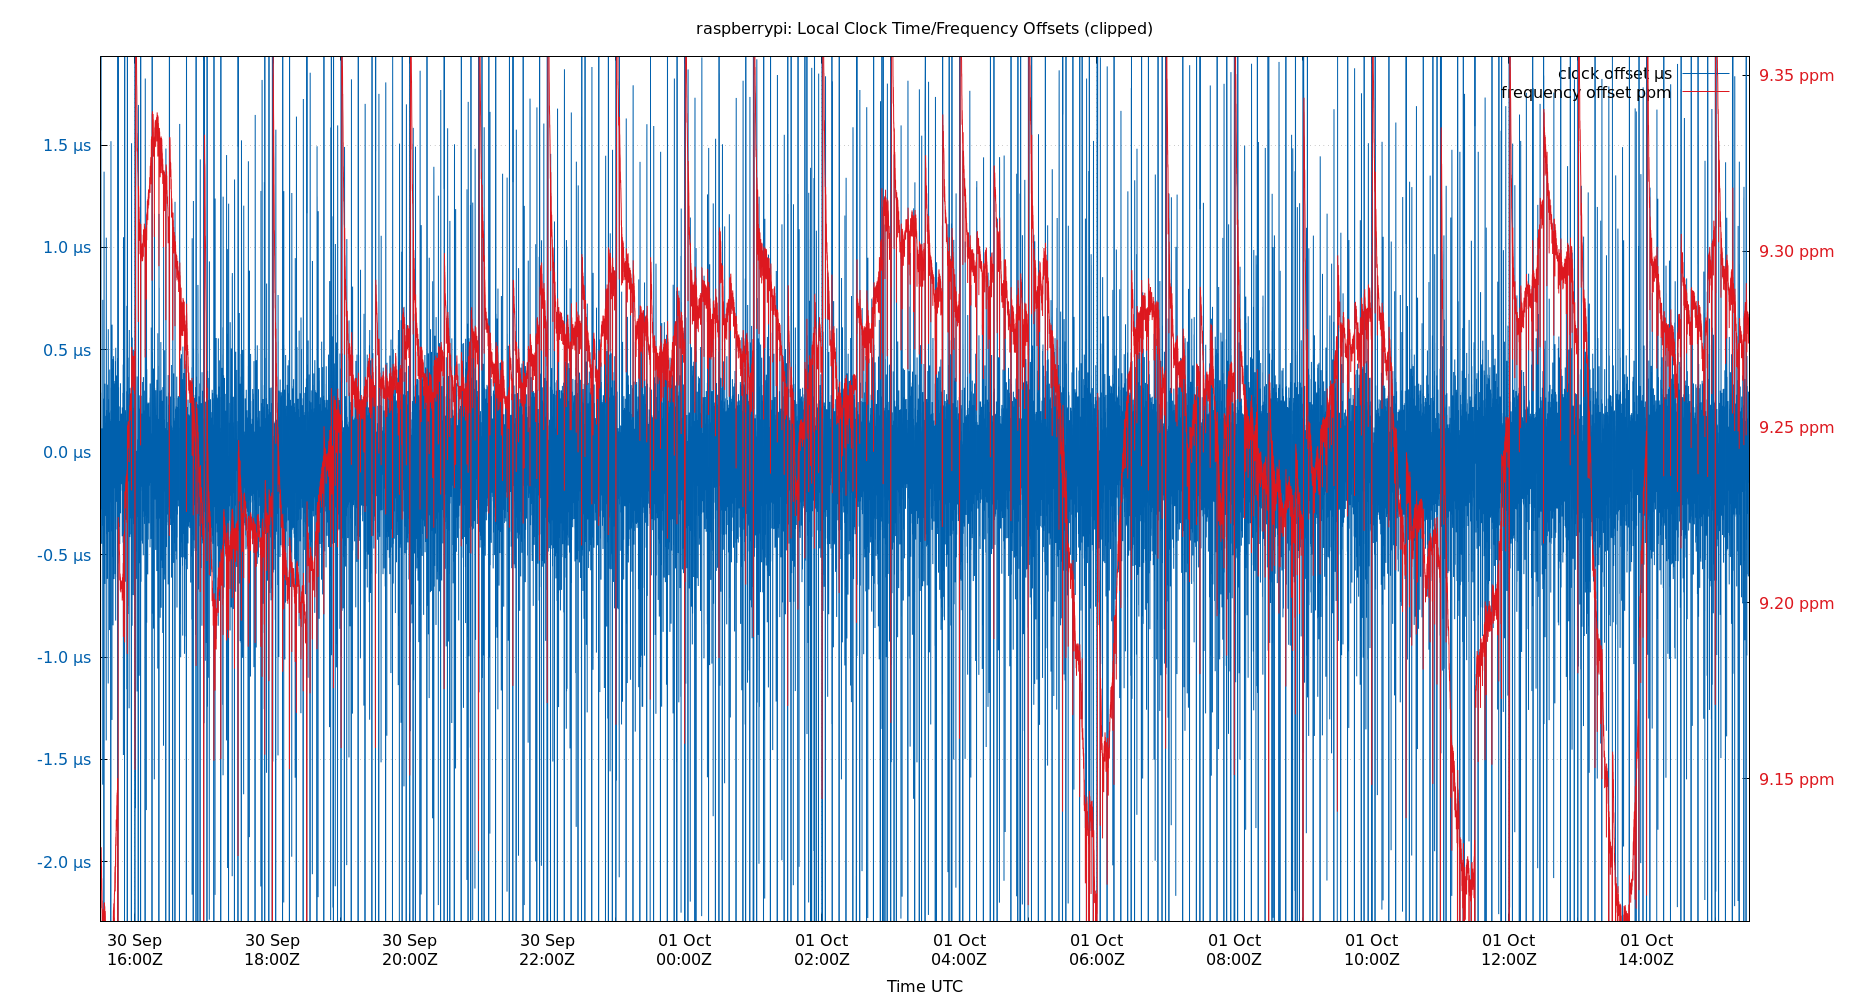 raspberrypi: Local Clock Time/Frequency Offsets (clipped)
clock offset µs
frequency offset ppm
1.5 µs
1.0 µs
0.5 µs
0.0 µs
-0.5 µs
-1.0 µs
-1.5 µs
-2.0 µs
9.35 ppm
9.30 ppm
9.25 ppm
9.20 ppm
9.15 ppm
30 Sep 30 Sep 30 Sep 30 Sep 01 Oct 01 Oct 01 Oct 01 Oct 01 Oct 01 Oct 01 Oct 01 Oct
16:00Z 18:00Z 20:00Z 22:00Z 00:00Z 02:00Z 04:00Z 06:00Z 08:00Z 10:00Z 12:00Z 14:00Z
Time UTC